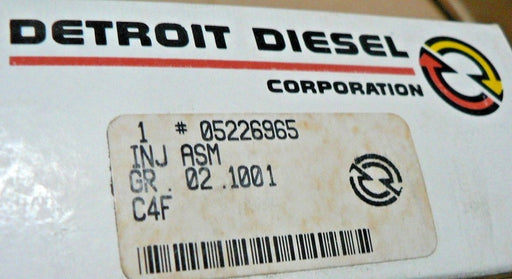 DETROIT DIESEL
CORPORATION
1 # 05226965
INJ ASM
GR. 02.1001
C4F